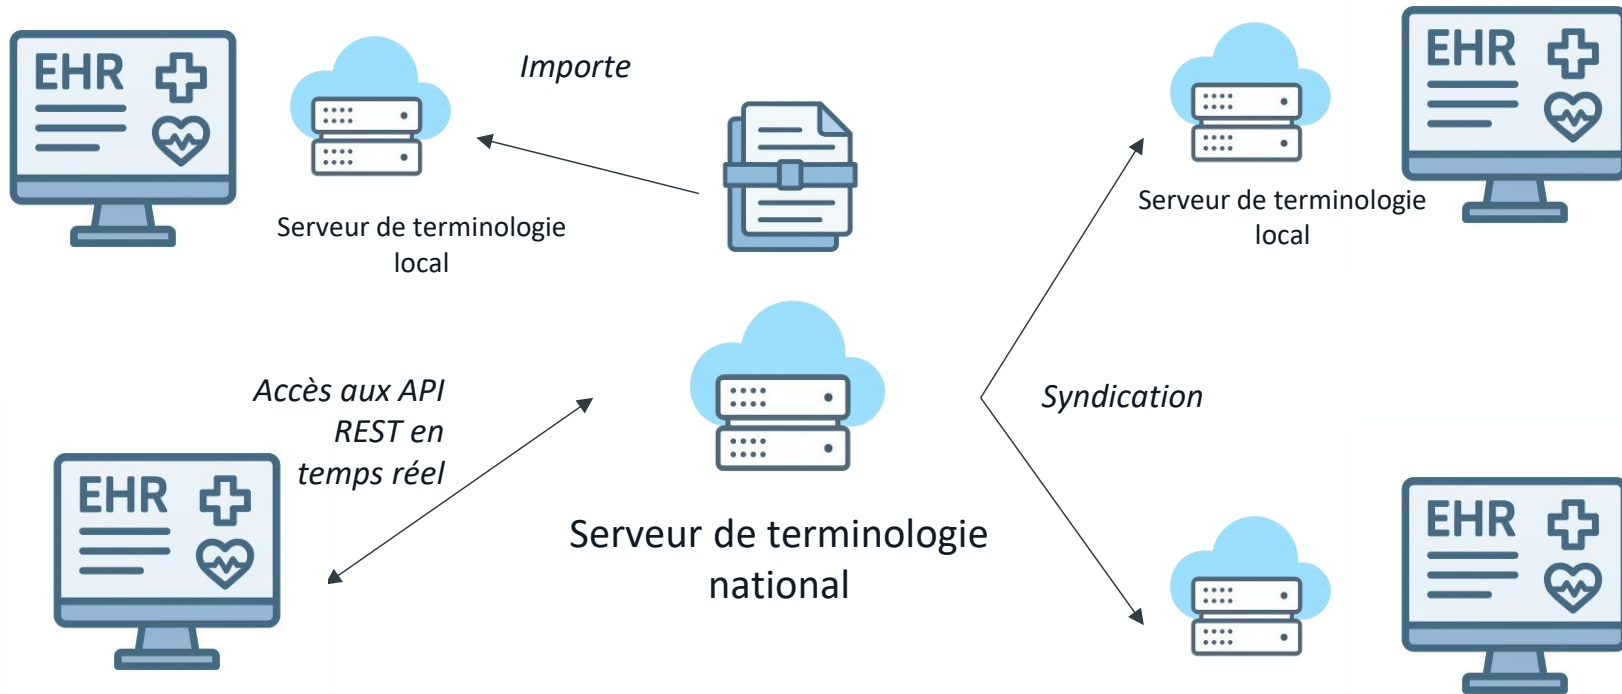 EHR
Importe
Serveur de terminologie
local
EHR
Serveur de terminologie
local
Accès aux API
REST en
temps réel
EHR
Serveur de terminologie
national
Syndication
EHR